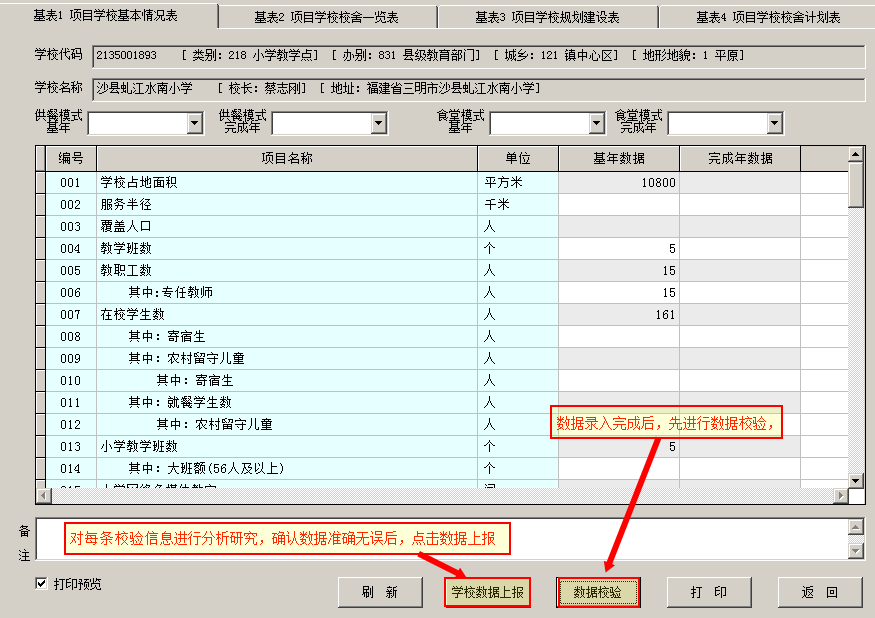 基表1 项目学校基本情况表 基表2 项目学校校舍一览表 基表3 项目学校规划建设表 基表4 项目学校校舍计划表
学校代码 2135001893 [ 类别：218 小学教学点] [ 办别：831 县级教育部门] [ 城乡：121 镇中心区] [ 地形地貌：1 平原]
学校名称 沙县虬江水南小学 [ 校长：蔡志刚] [ 地址：福建省三明市沙县虬江水南小学]
供餐模式 供餐模式 食堂模式 食堂模式
基年 完成年 基年 完成年
编号 项目名称 单位 基年数据 完成年数据
001 学校占地面积 平方米 10800
002 服务半径 千米
003 覆盖人口 人
004 教学班数 个 5
005 教职工数 人 15
006 其中:专任教师 人 15
007 在校学生数 人 161
008 其中：寄宿生 人
009 其中：农村留守儿童 人
010 其中：寄宿生 人
011 其中：就餐学生数 人
012 其中：农村留守儿童 人
数据录入完成后，先进行数据校验，
013 小学教学班数 个 5
014 其中：大班额(56人及以上) 个
备注
对每条校验信息进行分析研究，确认数据准确无误后，点击数据上报
打印预览 刷 新 学校数据上报 数据校验 打 印 返 回